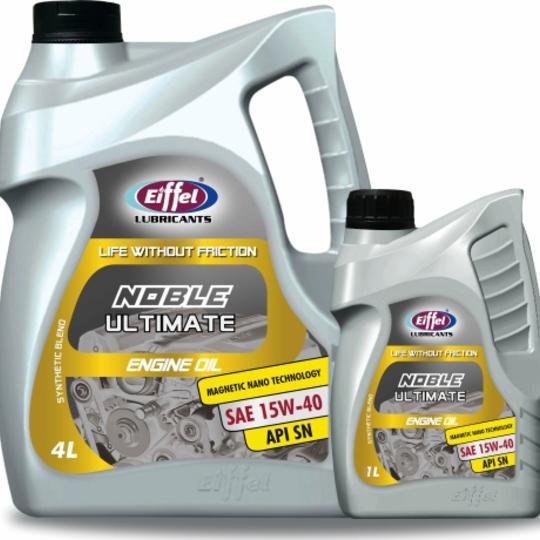 Eiffel
LUBRICANTS
LIFE WITHOUT FRICTION
NOBLE
ULTIMATE
ENGINE OIL
SYNTHETIC BLEND
MAGNETIC NANO TECHNOLOGY
SAE 15W-40
API SN
4L
Eiffel
Eiffel
LUBRICANTS
LIFE WITHOUT FRICTION
NOBLE
ULTIMATE
ENGINE OIL
SYNTHETIC BLEND
MAGNETIC NANO TECHNOLOGY
SAE 15W-40
API SN
1L
Eiffel